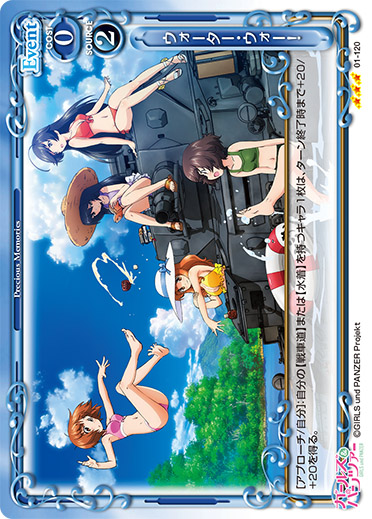 Event
COST
0
SOURCE
2
ウォーター・ウォー！
01-120
Precious Memories
[アプローチ/自分]:自分の【戦車道】または【水着】を持つキャラ1枚は、ターン終了時まで+20/
+20を得る。
ガールズ&パンツァー
©GIRLS und PANZER Projekt